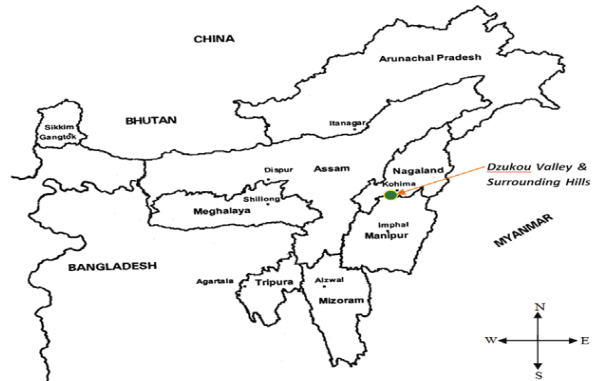 CHINA
Arunachal Pradesh
BHUTAN
Itanagar
Sikkim
Gangtok
Dispur
Assam
Nagaland
Kohima
Dzukou Valley &
Surrounding Hills
Shillong
Meghalaya
Imphal
Manipur
MYANMAR
BANGLADESH
Agartala
Tripura
Aizwal
Mizoram
N
W
E
S